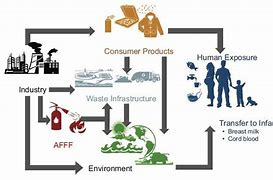 Consumer Products
Human Exposure
Industry
Waste Infrastructure
AFFF
Transfer to Infa
• Breast milk
• Cord blood
Environment